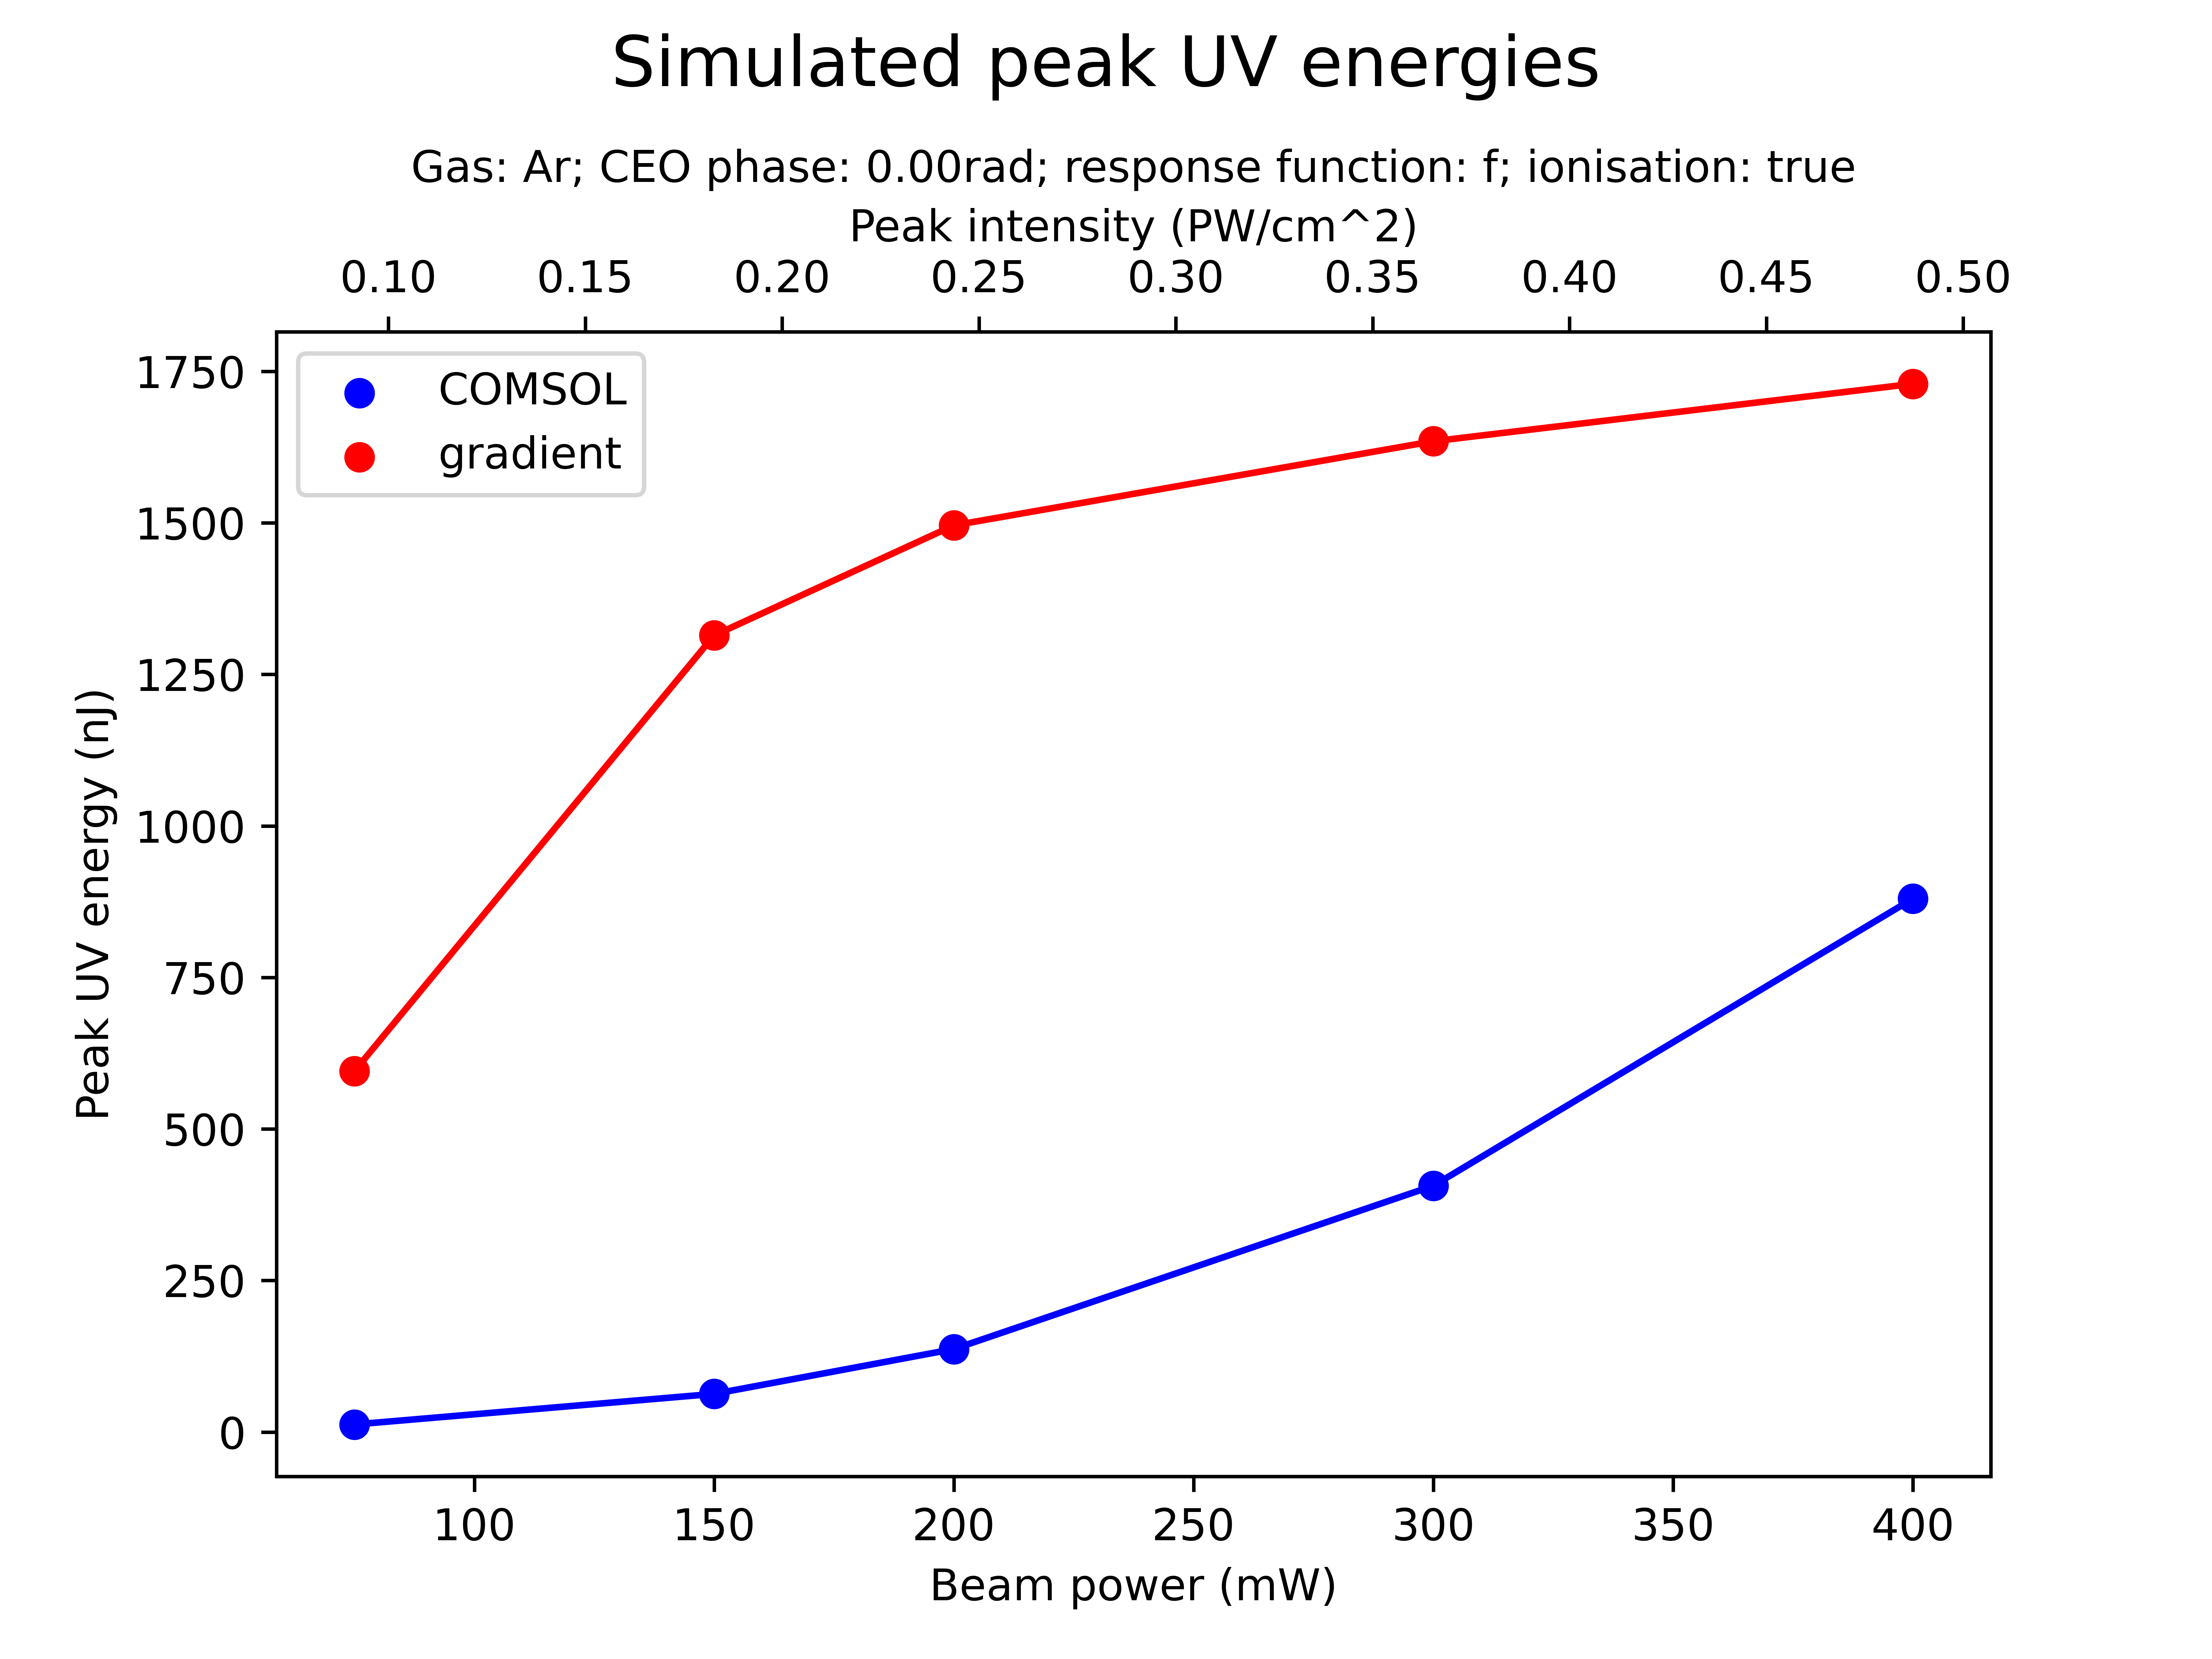 Simulated peak UV energies
Gas: Ar; CEO phase: 0.00rad; response function: f; ionisation: true
Peak intensity (PW/cm^2)
0.10 0.15 0.20 0.25 0.30 0.35 0.40 0.45 0.50
COMSOL
gradient
1750
1500
1250
1000
750
500
250
0
Peak UV energy (nJ)
100 150 200 250 300 350 400
Beam power (mW)